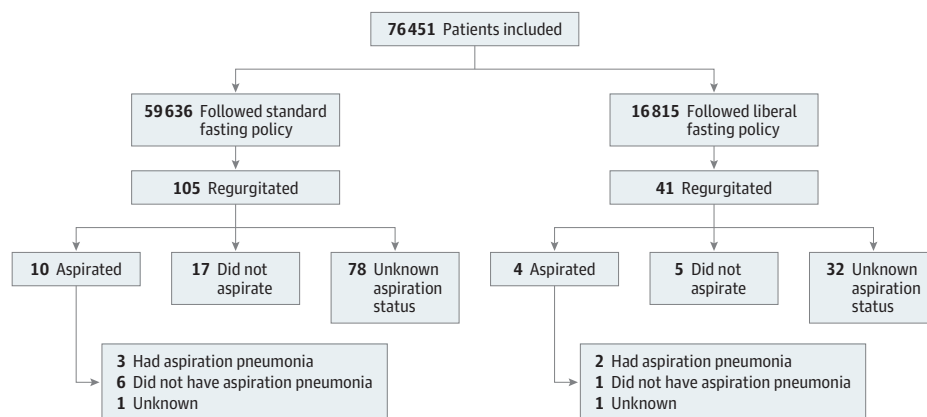 76451 Patients included
59636 Followed standard
fasting policy
16815 Followed liberal
fasting policy
105 Regurgitated
41 Regurgitated
10 Aspirated
17 Did not
aspirate
78 Unknown
aspiration
status
4 Aspirated
5 Did not
aspirate
32 Unknown
aspiration
status
3 Had aspiration pneumonia
6 Did not have aspiration pneumonia
1 Unknown
2 Had aspiration pneumonia
1 Did not have aspiration pneumonia
1 Unknown